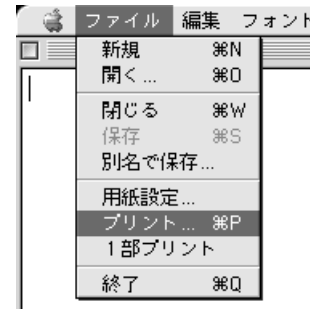 ファイル 編集 フォント
新規 ⌘N
開く... ⌘O
閉じる ⌘W
保存 ⌘S
別名で保存...
用紙設定...
プリント... ⌘P
1部プリント
終了 ⌘Q